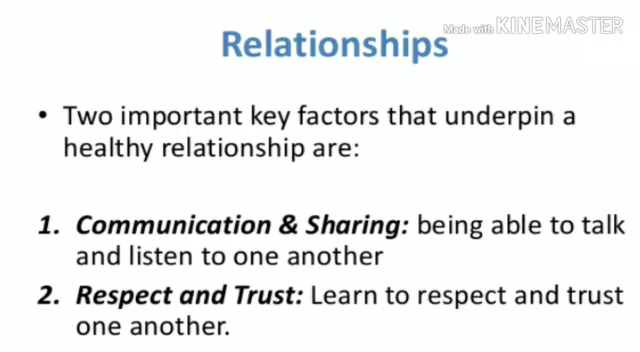 Made with KINEMASTER
Relationships
• Two important key factors that underpin a
healthy relationship are:
1. Communication & Sharing: being able to talk
and listen to one another
2. Respect and Trust: Learn to respect and trust
one another.